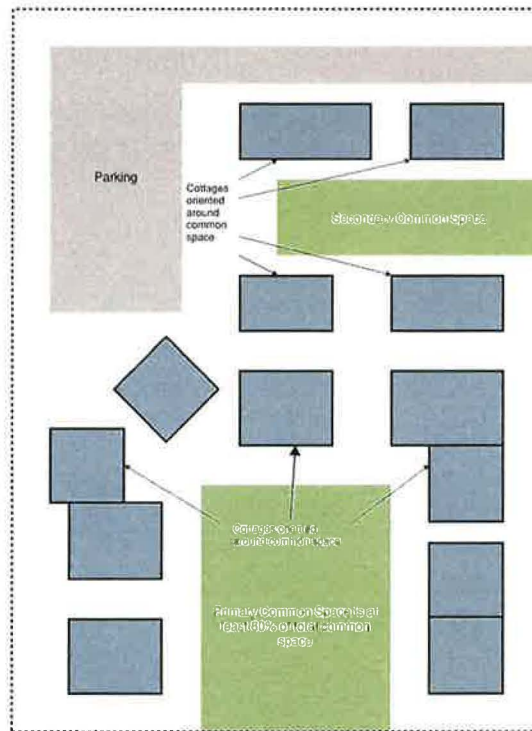 Parking
Cottages
oriented
around
common
space
Secondary Common Space
Cottages oriented
around common space
Primary Common Space is at
least 60% of total common
space